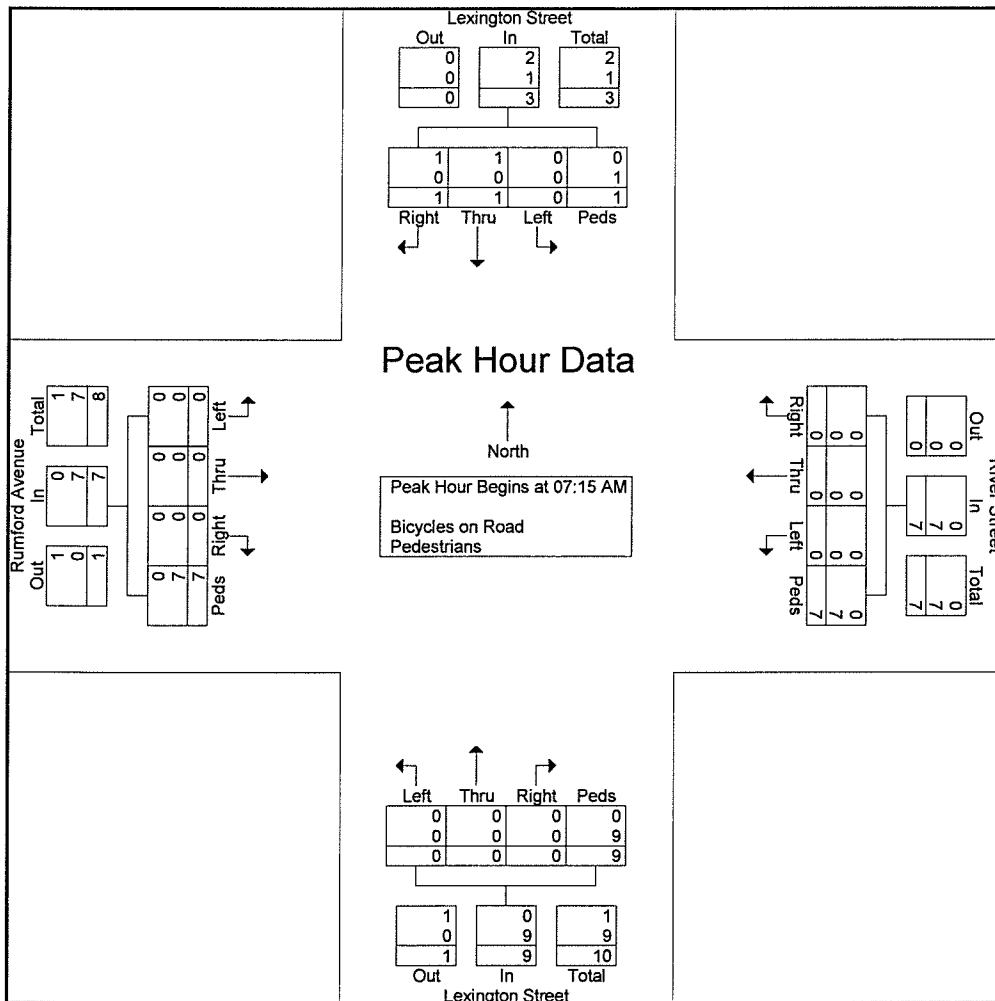 Lexington Street
Out In Total
0 2 2
0 1 1
0 3 3
1 1 0 0
0 0 0 1
1 1 0 1
Right Thru Left Peds
Peak Hour Data
North
Peak Hour Begins at 07:15 AM
Bicycles on Road
Pedestrians
Rumford Avenue
Total In Out
1 0 1
7 7 0
8 7 1
0 0 0 0
0 0 0 7
0 0 0 7
Left Thru Right Peds
River Street
Out In Total
0 0 0
0 7 7
0 7 7
Right Thru Left Peds
0 0 0 0
0 0 0 7
0 0 0 7
Left Thru Right Peds
0 0 0 0
0 0 0 9
0 0 0 9
1 0 1
0 9 9
1 9 10
Out In Total
Lexington Street